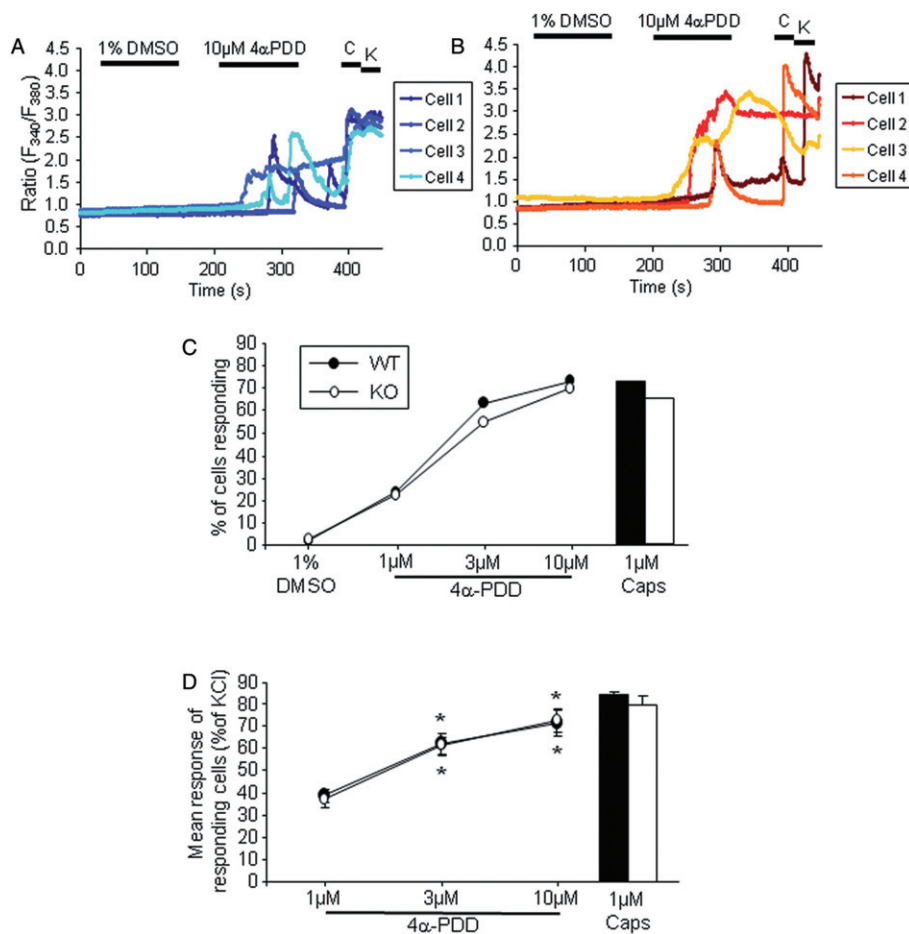 A
1% DMSO
10µM 4αPDD
C
K
Ratio (F340/F380)
4.5
4.0
3.5
3.0
2.5
2.0
1.5
1.0
0.5
0.0
0
100
200
300
400
Time (s)
Cell 1
Cell 2
Cell 3
Cell 4
B
1% DMSO
10µM 4αPDD
C
K
4.5
4.0
3.5
3.0
2.5
2.0
1.5
1.0
0.5
0.0
0
100
200
300
400
Time (s)
Cell 1
Cell 2
Cell 3
Cell 4
C
% of cells responding
90
80
70
60
50
40
30
20
10
0
WT
KO
1%
DMSO
1µM
3µM
10µM
4α-PDD
1µM
Caps
D
Mean response of
responding cells (% of KCl)
90
80
70
60
50
40
30
20
10
0
*
*
*
*
1µM
3µM
10µM
4α-PDD
1µM
Caps